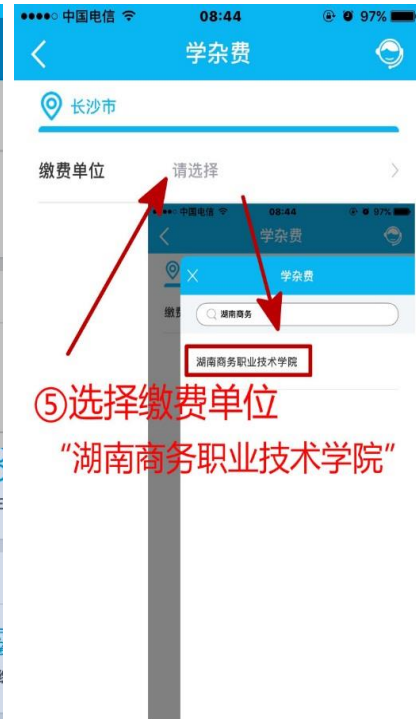 中国电信 08:44 97%
学杂费
长沙市
缴费单位 请选择
中国电信 08:44 97%
学杂费
学杂费
缴费
湖南商务
湖南商务职业技术学院
⑤选择缴费单位
“湖南商务职业技术学院”